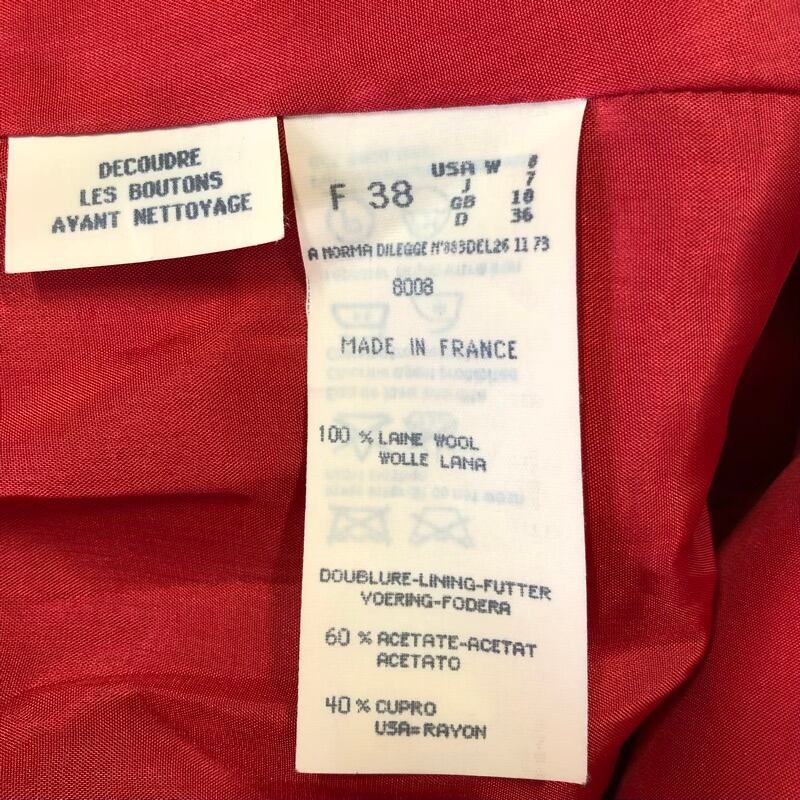 DECOUDRE
LES BOUTONS
AVANT NETTOYAGE
F 38
USA W 8
J 7
GB 10
D 36
A NORMA DILEGGE N°883DEL26 11 73
8008
MADE IN FRANCE
100 % LAINE WOOL
WOLLE LANA
DOUBLURE-LINING-FUTTER
VOERING-FODERA
60 % ACETATE-ACETAT
ACETATO
40 % CUPRO
USA=RAYON